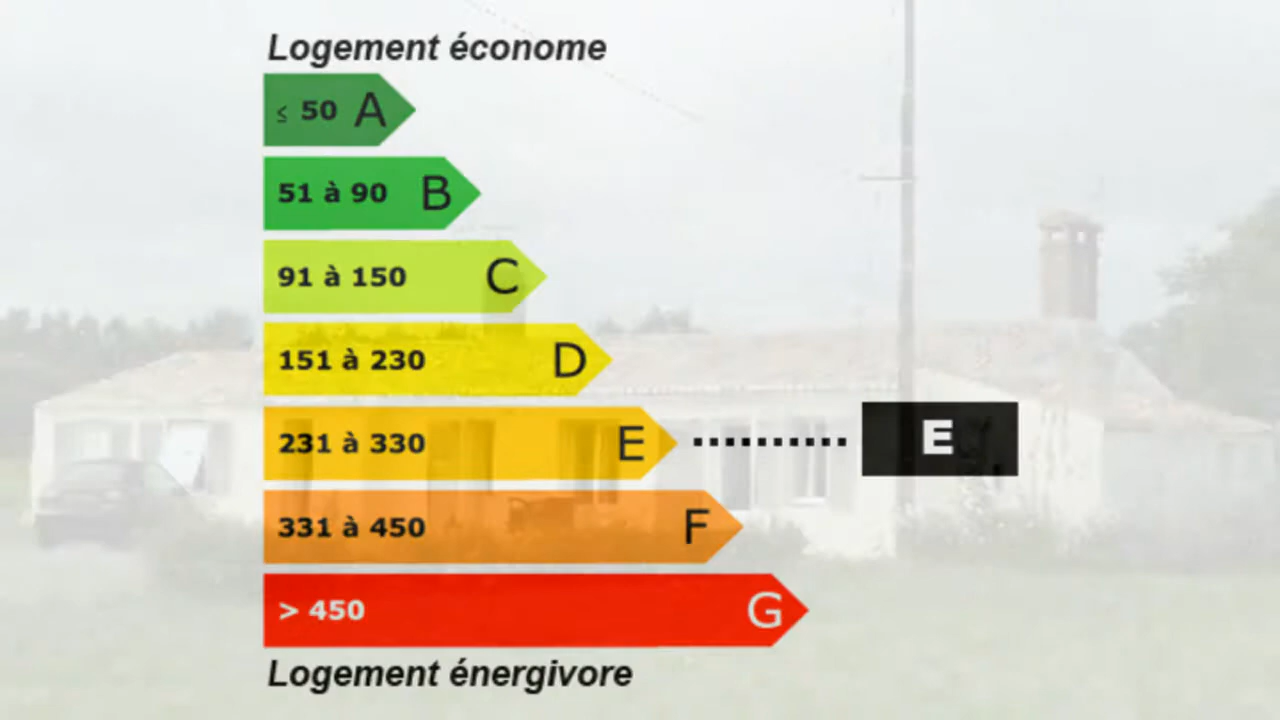 Logement économe
≤ 50 A
51 à 90 B
91 à 150 C
151 à 230 D
231 à 330 E
E
331 à 450 F
> 450 G
Logement énergivore